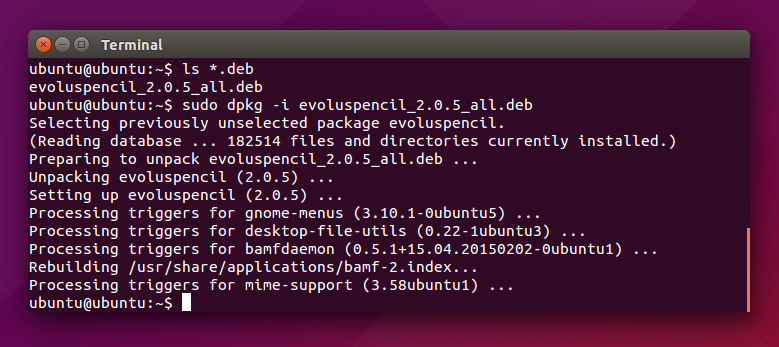 Terminal
ubuntu@ubuntu:~$ ls *.deb
evoluspencil_2.0.5_all.deb
ubuntu@ubuntu:~$ sudo dpkg -i evoluspencil_2.0.5_all.deb
Selecting previously unselected package evoluspencil.
(Reading database ... 182514 files and directories currently installed.)
Preparing to unpack evoluspencil_2.0.5_all.deb ...
Unpacking evoluspencil (2.0.5) ...
Setting up evoluspencil (2.0.5) ...
Processing triggers for gnome-menus (3.10.1-0ubuntu5) ...
Processing triggers for desktop-file-utils (0.22-1ubuntu3) ...
Processing triggers for bamfdaemon (0.5.1+15.04.20150202-0ubuntu1) ...
Rebuilding /usr/share/applications/bamf-2.index...
Processing triggers for mime-support (3.58ubuntu1) ...
ubuntu@ubuntu:~$